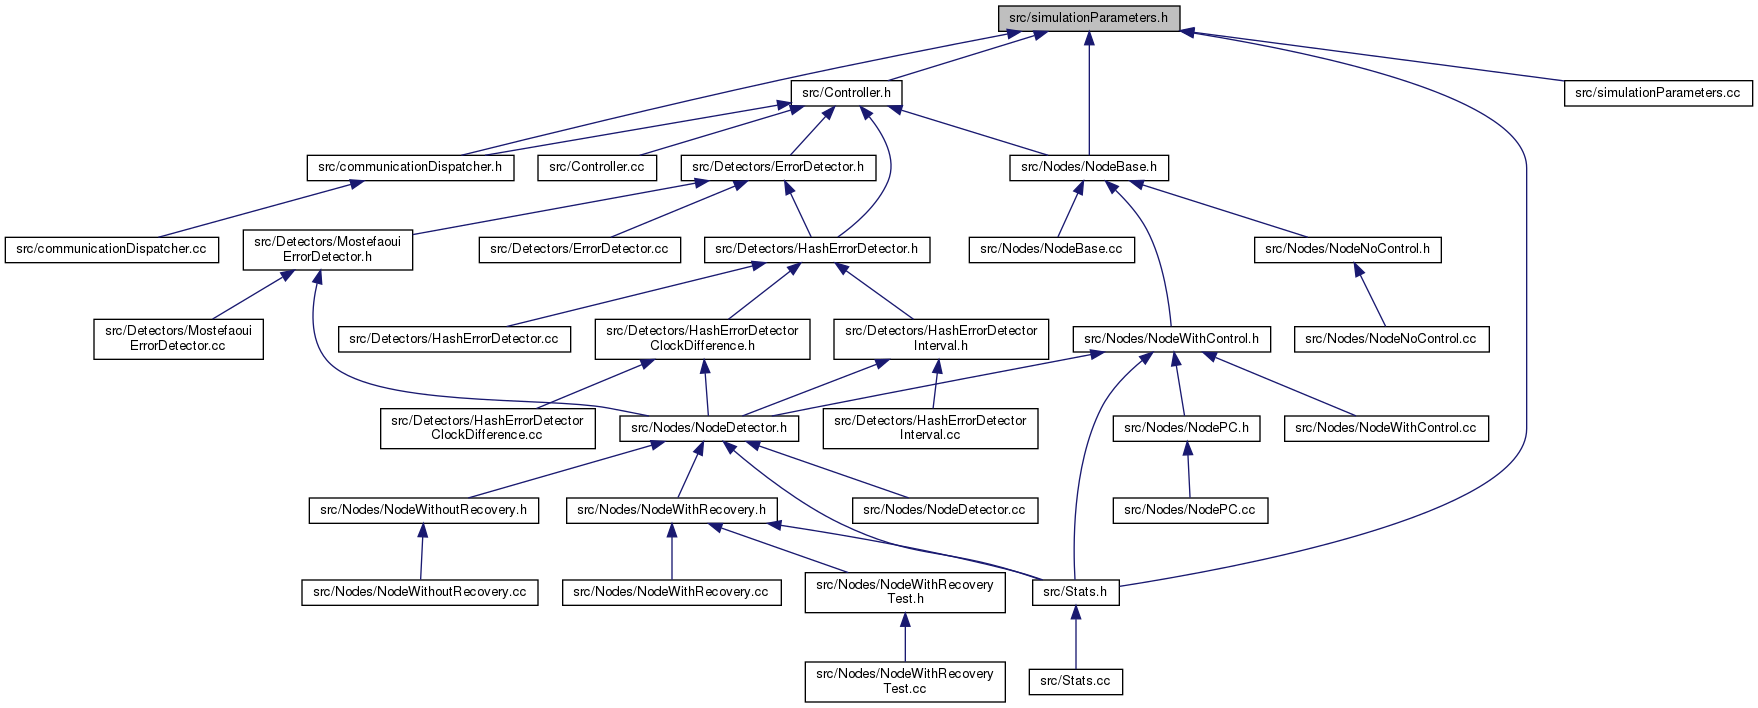 src/simulationParameters.h
src/Controller.h
src/simulationParameters.cc
src/communicationDispatcher.h
src/Controller.cc
src/Detectors/ErrorDetector.h
src/Nodes/NodeBase.h
src/communicationDispatcher.cc
src/Detectors/Mostefaoui
ErrorDetector.h
src/Detectors/ErrorDetector.cc
src/Detectors/HashErrorDetector.h
src/Nodes/NodeBase.cc
src/Nodes/NodeNoControl.h
src/Detectors/Mostefaoui
ErrorDetector.cc
src/Detectors/HashErrorDetector.cc
src/Detectors/HashErrorDetector
ClockDifference.h
src/Detectors/HashErrorDetector
Interval.h
src/Nodes/NodeWithControl.h
src/Nodes/NodeNoControl.cc
src/Detectors/HashErrorDetector
ClockDifference.cc
src/Nodes/NodeDetector.h
src/Detectors/HashErrorDetector
Interval.cc
src/Nodes/NodePC.h
src/Nodes/NodeWithControl.cc
src/Nodes/NodeWithoutRecovery.h
src/Nodes/NodeWithRecovery.h
src/Nodes/NodeDetector.cc
src/Nodes/NodePC.cc
src/Nodes/NodeWithoutRecovery.cc
src/Nodes/NodeWithRecovery.cc
src/Nodes/NodeWithRecovery
Test.h
src/Stats.h
src/Nodes/NodeWithRecovery
Test.cc
src/Stats.cc